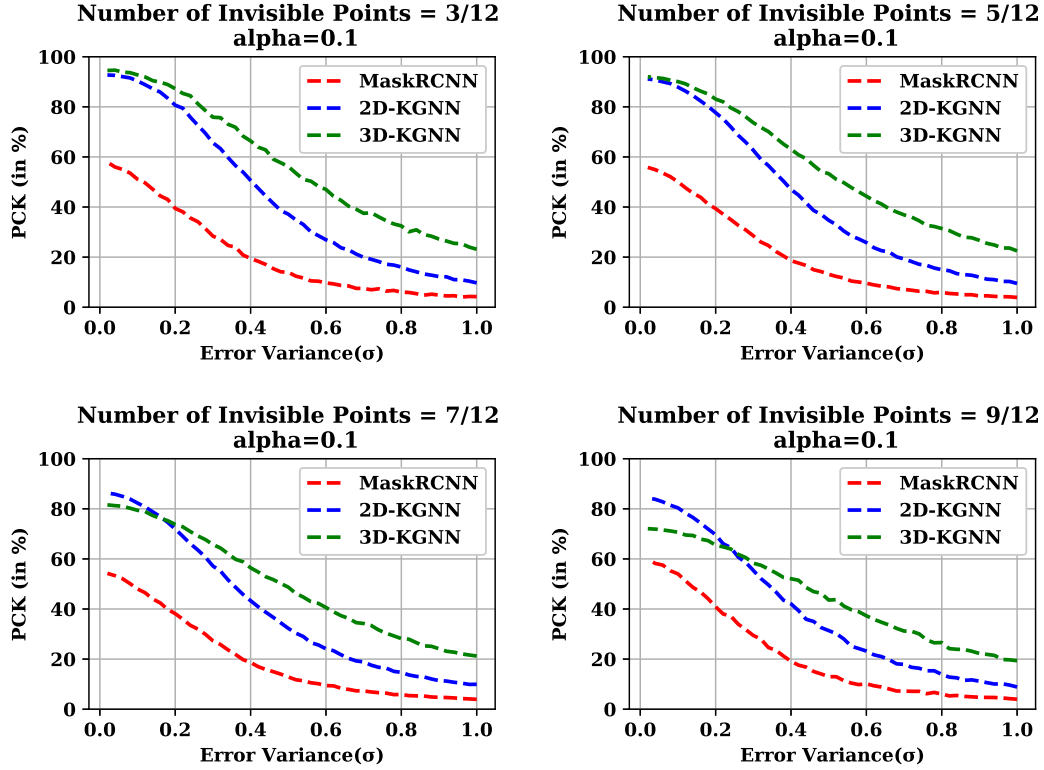 Number of Invisible Points = 3/12
alpha=0.1
100
80
60
40
20
0
PCK (in %)
MaskRCNN
2D-KGNN
3D-KGNN
0.0 0.2 0.4 0.6 0.8 1.0
Error Variance(σ)
Number of Invisible Points = 5/12
alpha=0.1
100
80
60
40
20
0
PCK (in %)
MaskRCNN
2D-KGNN
3D-KGNN
0.0 0.2 0.4 0.6 0.8 1.0
Error Variance(σ)
Number of Invisible Points = 7/12
alpha=0.1
100
80
60
40
20
0
PCK (in %)
MaskRCNN
2D-KGNN
3D-KGNN
0.0 0.2 0.4 0.6 0.8 1.0
Error Variance(σ)
Number of Invisible Points = 9/12
alpha=0.1
100
80
60
40
20
0
PCK (in %)
MaskRCNN
2D-KGNN
3D-KGNN
0.0 0.2 0.4 0.6 0.8 1.0
Error Variance(σ)